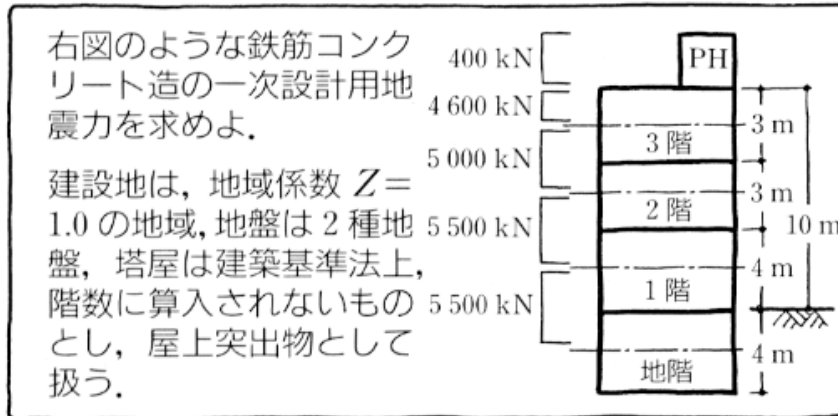 右図のような鉄筋コンク
リート造の一次設計用地
震力を求めよ.
建設地は, 地域係数 Z=
1.0 の地域, 地盤は 2 種地
盤, 塔屋は建築基準法上,
階数に算入されないもの
とし, 屋上突出物として
扱う.
400 kN
4 600 kN
5 000 kN
5 500 kN
5 500 kN
PH
3 階
2 階
1 階
地階
3 m
3 m
4 m
4 m
10 m